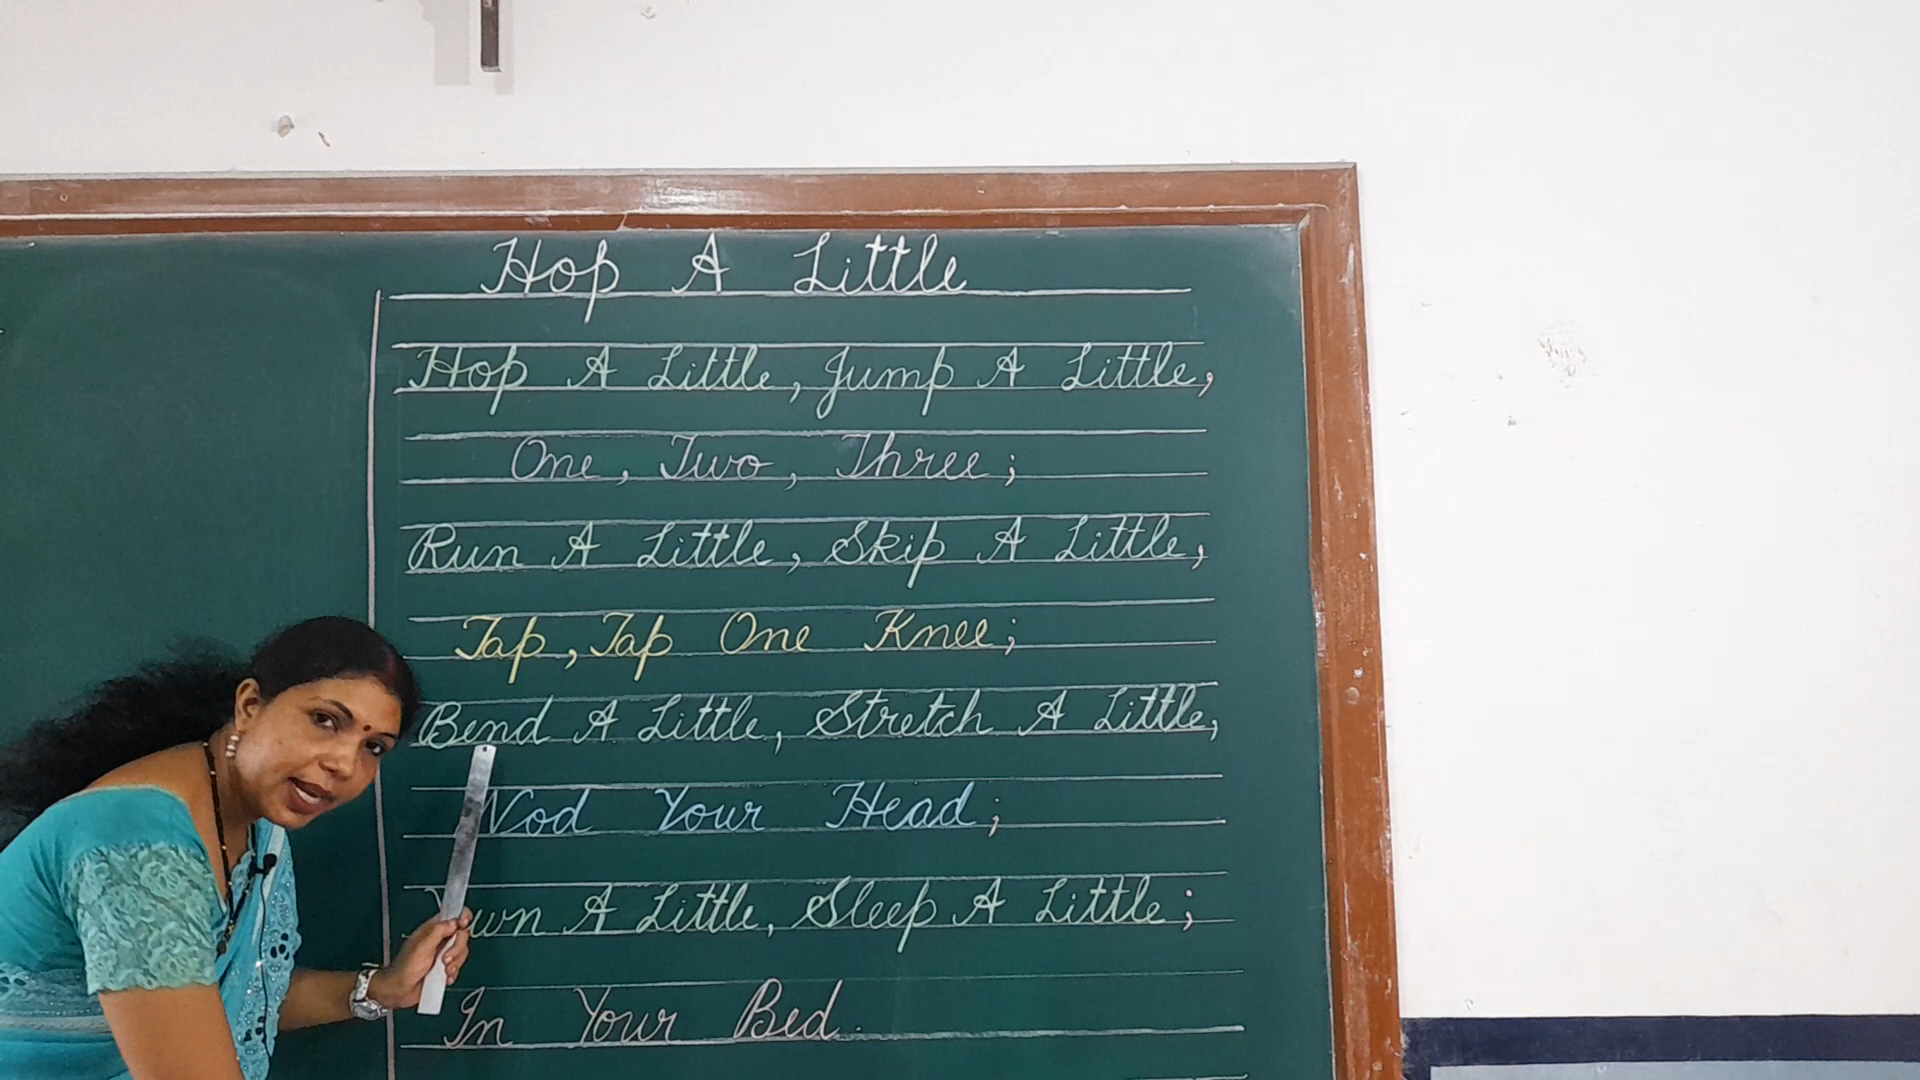 Hop A Little
Hop A Little, Jump A Little,
One, Two, Three;
Run A Little, Skip A Little,
Tap, Tap One Knee;
Bend A Little, Stretch A Little,
Nod Your Head;
Yawn A Little, Sleep A Little;
In Your Bed.